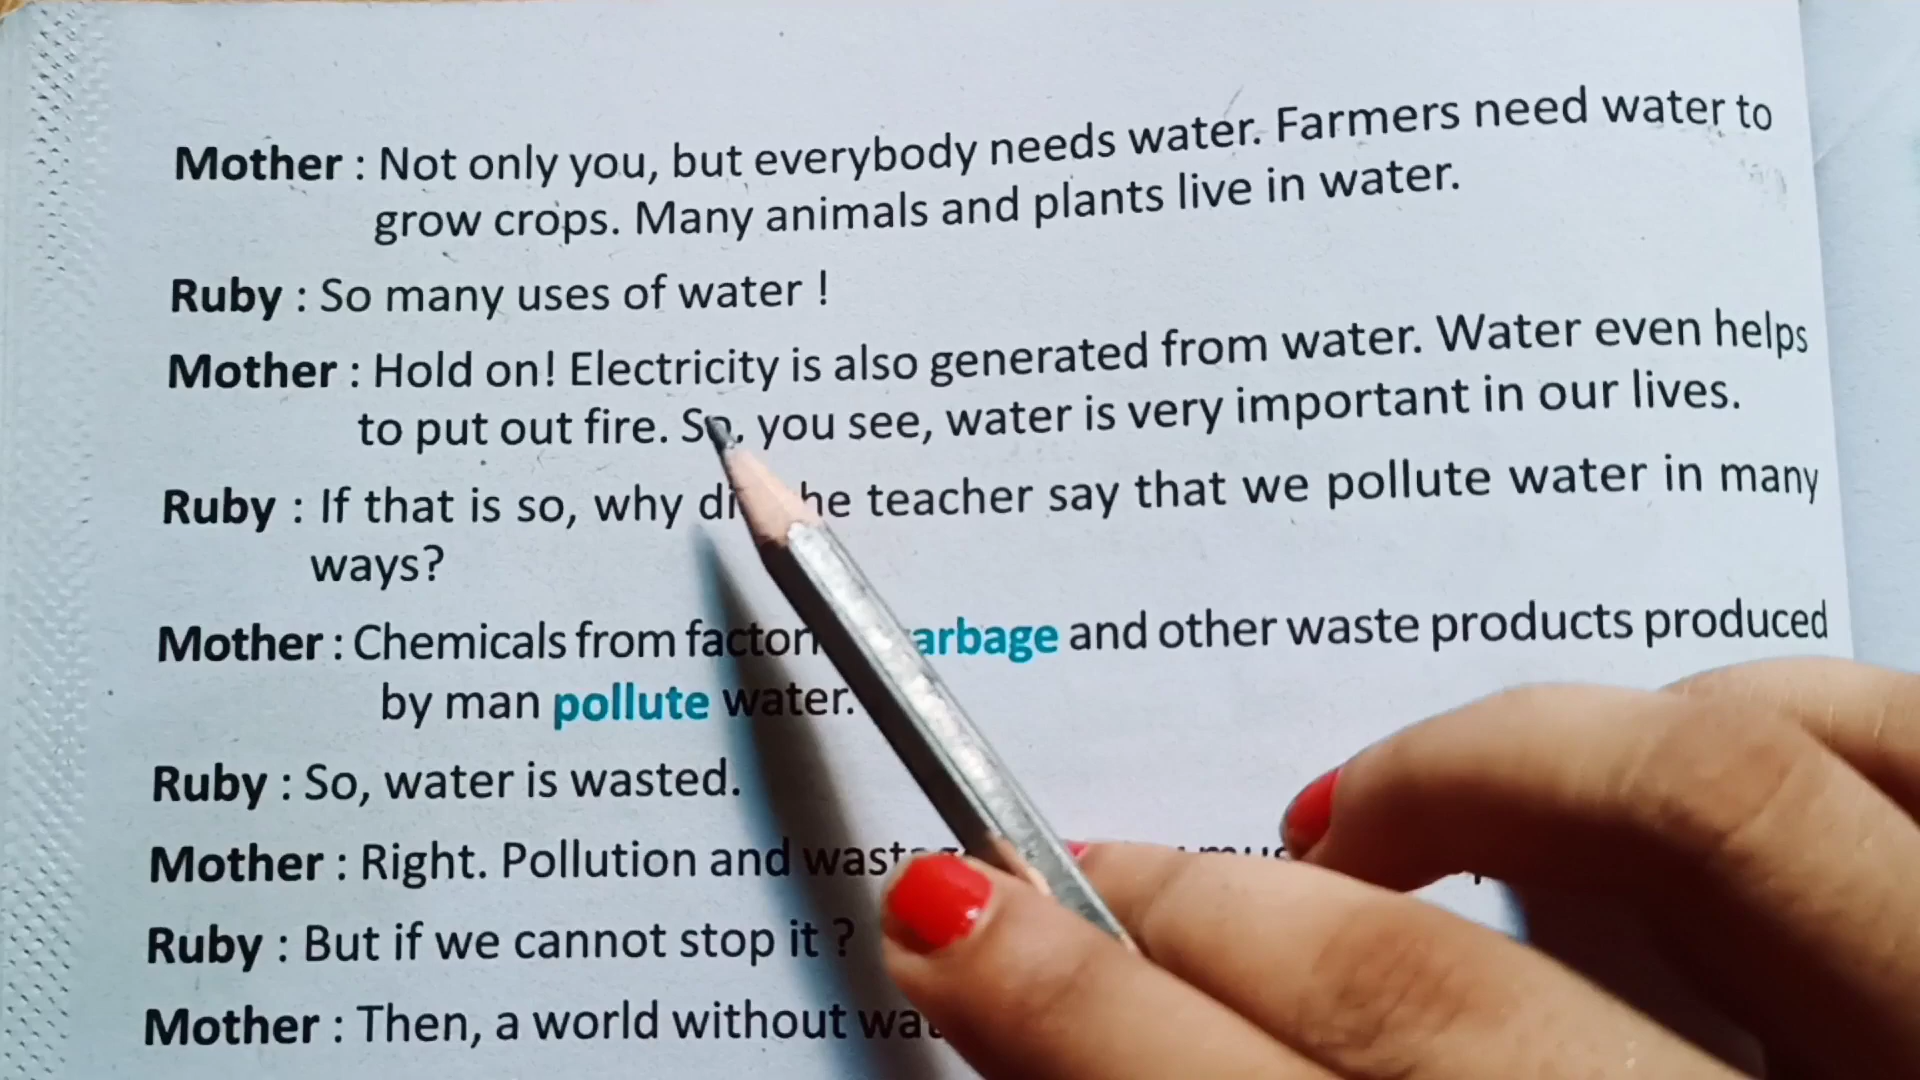 Mother : Not only you, but everybody needs water. Farmers need water to
grow crops. Many animals and plants live in water.
Ruby : So many uses of water !
Mother : Hold on! Electricity is also generated from water. Water even helps
to put out fire. So, you see, water is very important in our lives.
Ruby : If that is so, why teacher say that we pollute water in many
ways?
Mother : Chemicals from and other waste products produced
by man pollute water.
Ruby : So, water is wasted.
Mother : Right. Pollution and
Ruby : But if we cannot stop it ?
Mother : Then, a world without